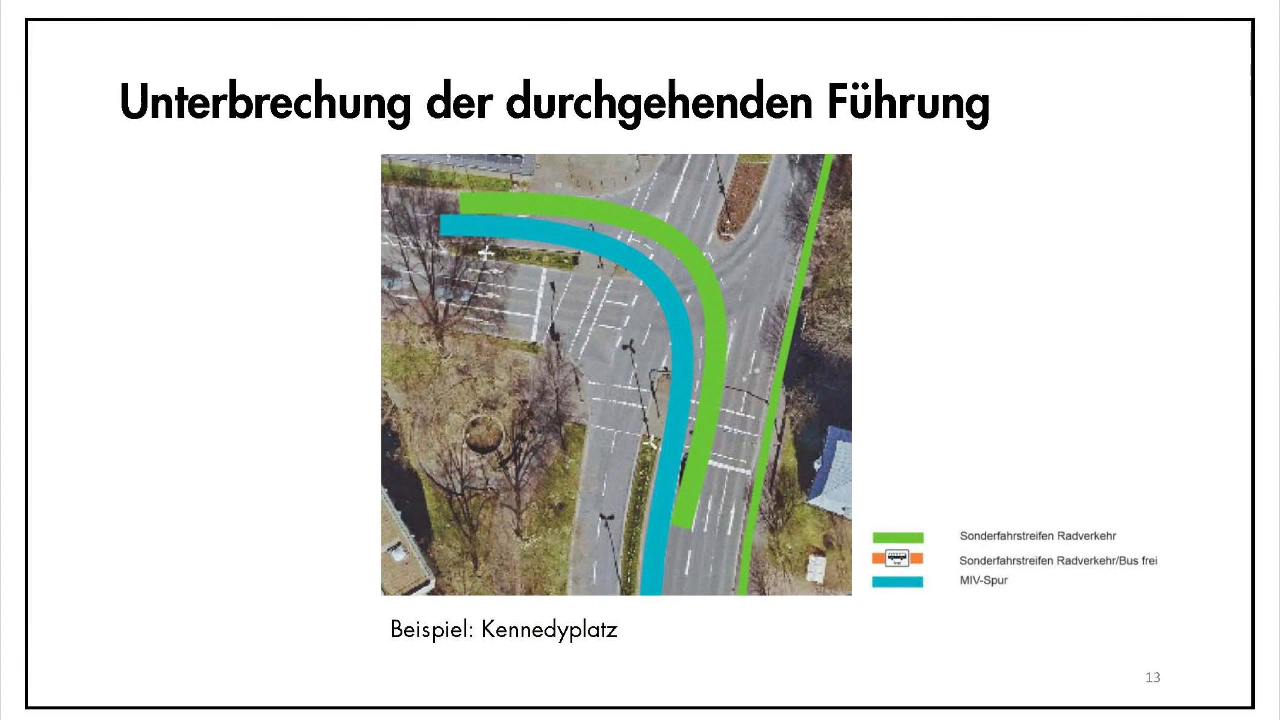 Unterbrechung der durchgehenden Führung
Sonderfahrstreifen Radverkehr
Sonderfahrstreifen Radverkehr/Bus frei
MIV-Spur
Beispiel: Kennedyplatz
13